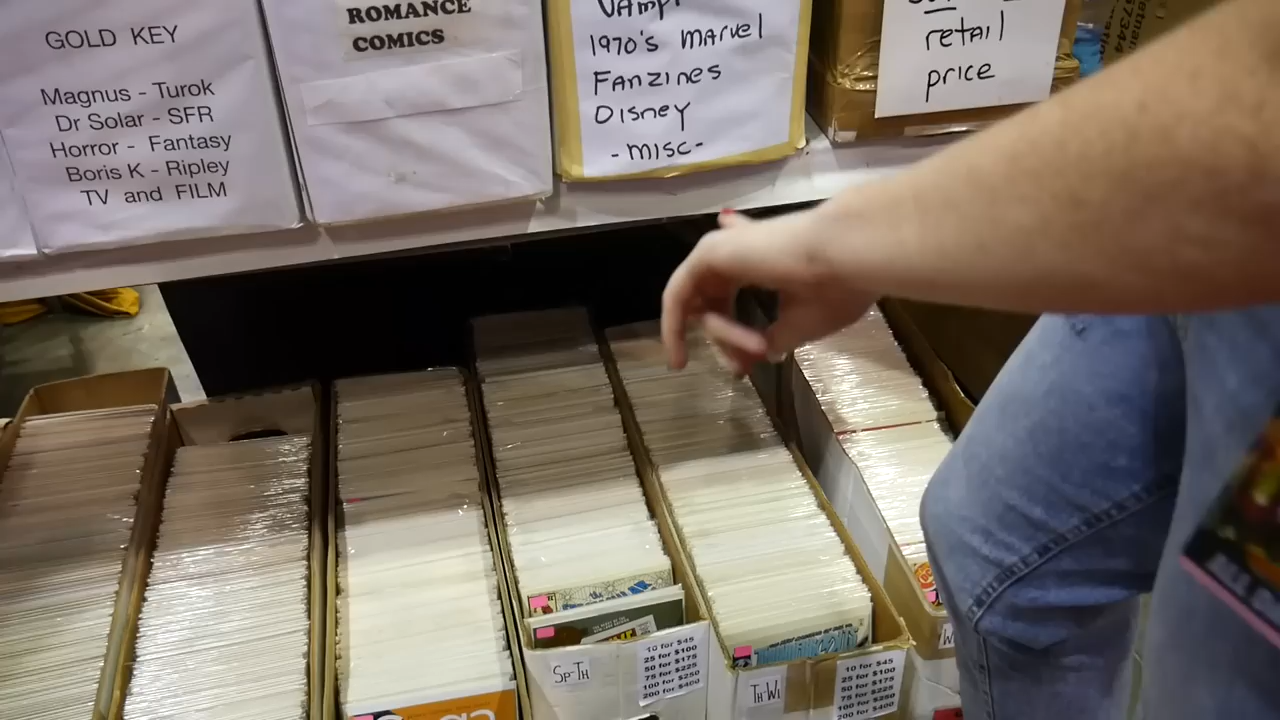 GOLD KEY
Magnus - Turok
Dr Solar - SFR
Horror - Fantasy
Boris K - Ripley
TV and FILM
ROMANCE
COMICS
1970's MARVEL
FANZINES
DISNEY
- MISC -
retail
price
Sp-Th
10 for $45
25 for $100
50 for $175
75 for $225
100 for $250
200 for $400
Th-Wi
10 for $45
25 for $100
50 for $175
75 for $225
100 for $250
200 for $400